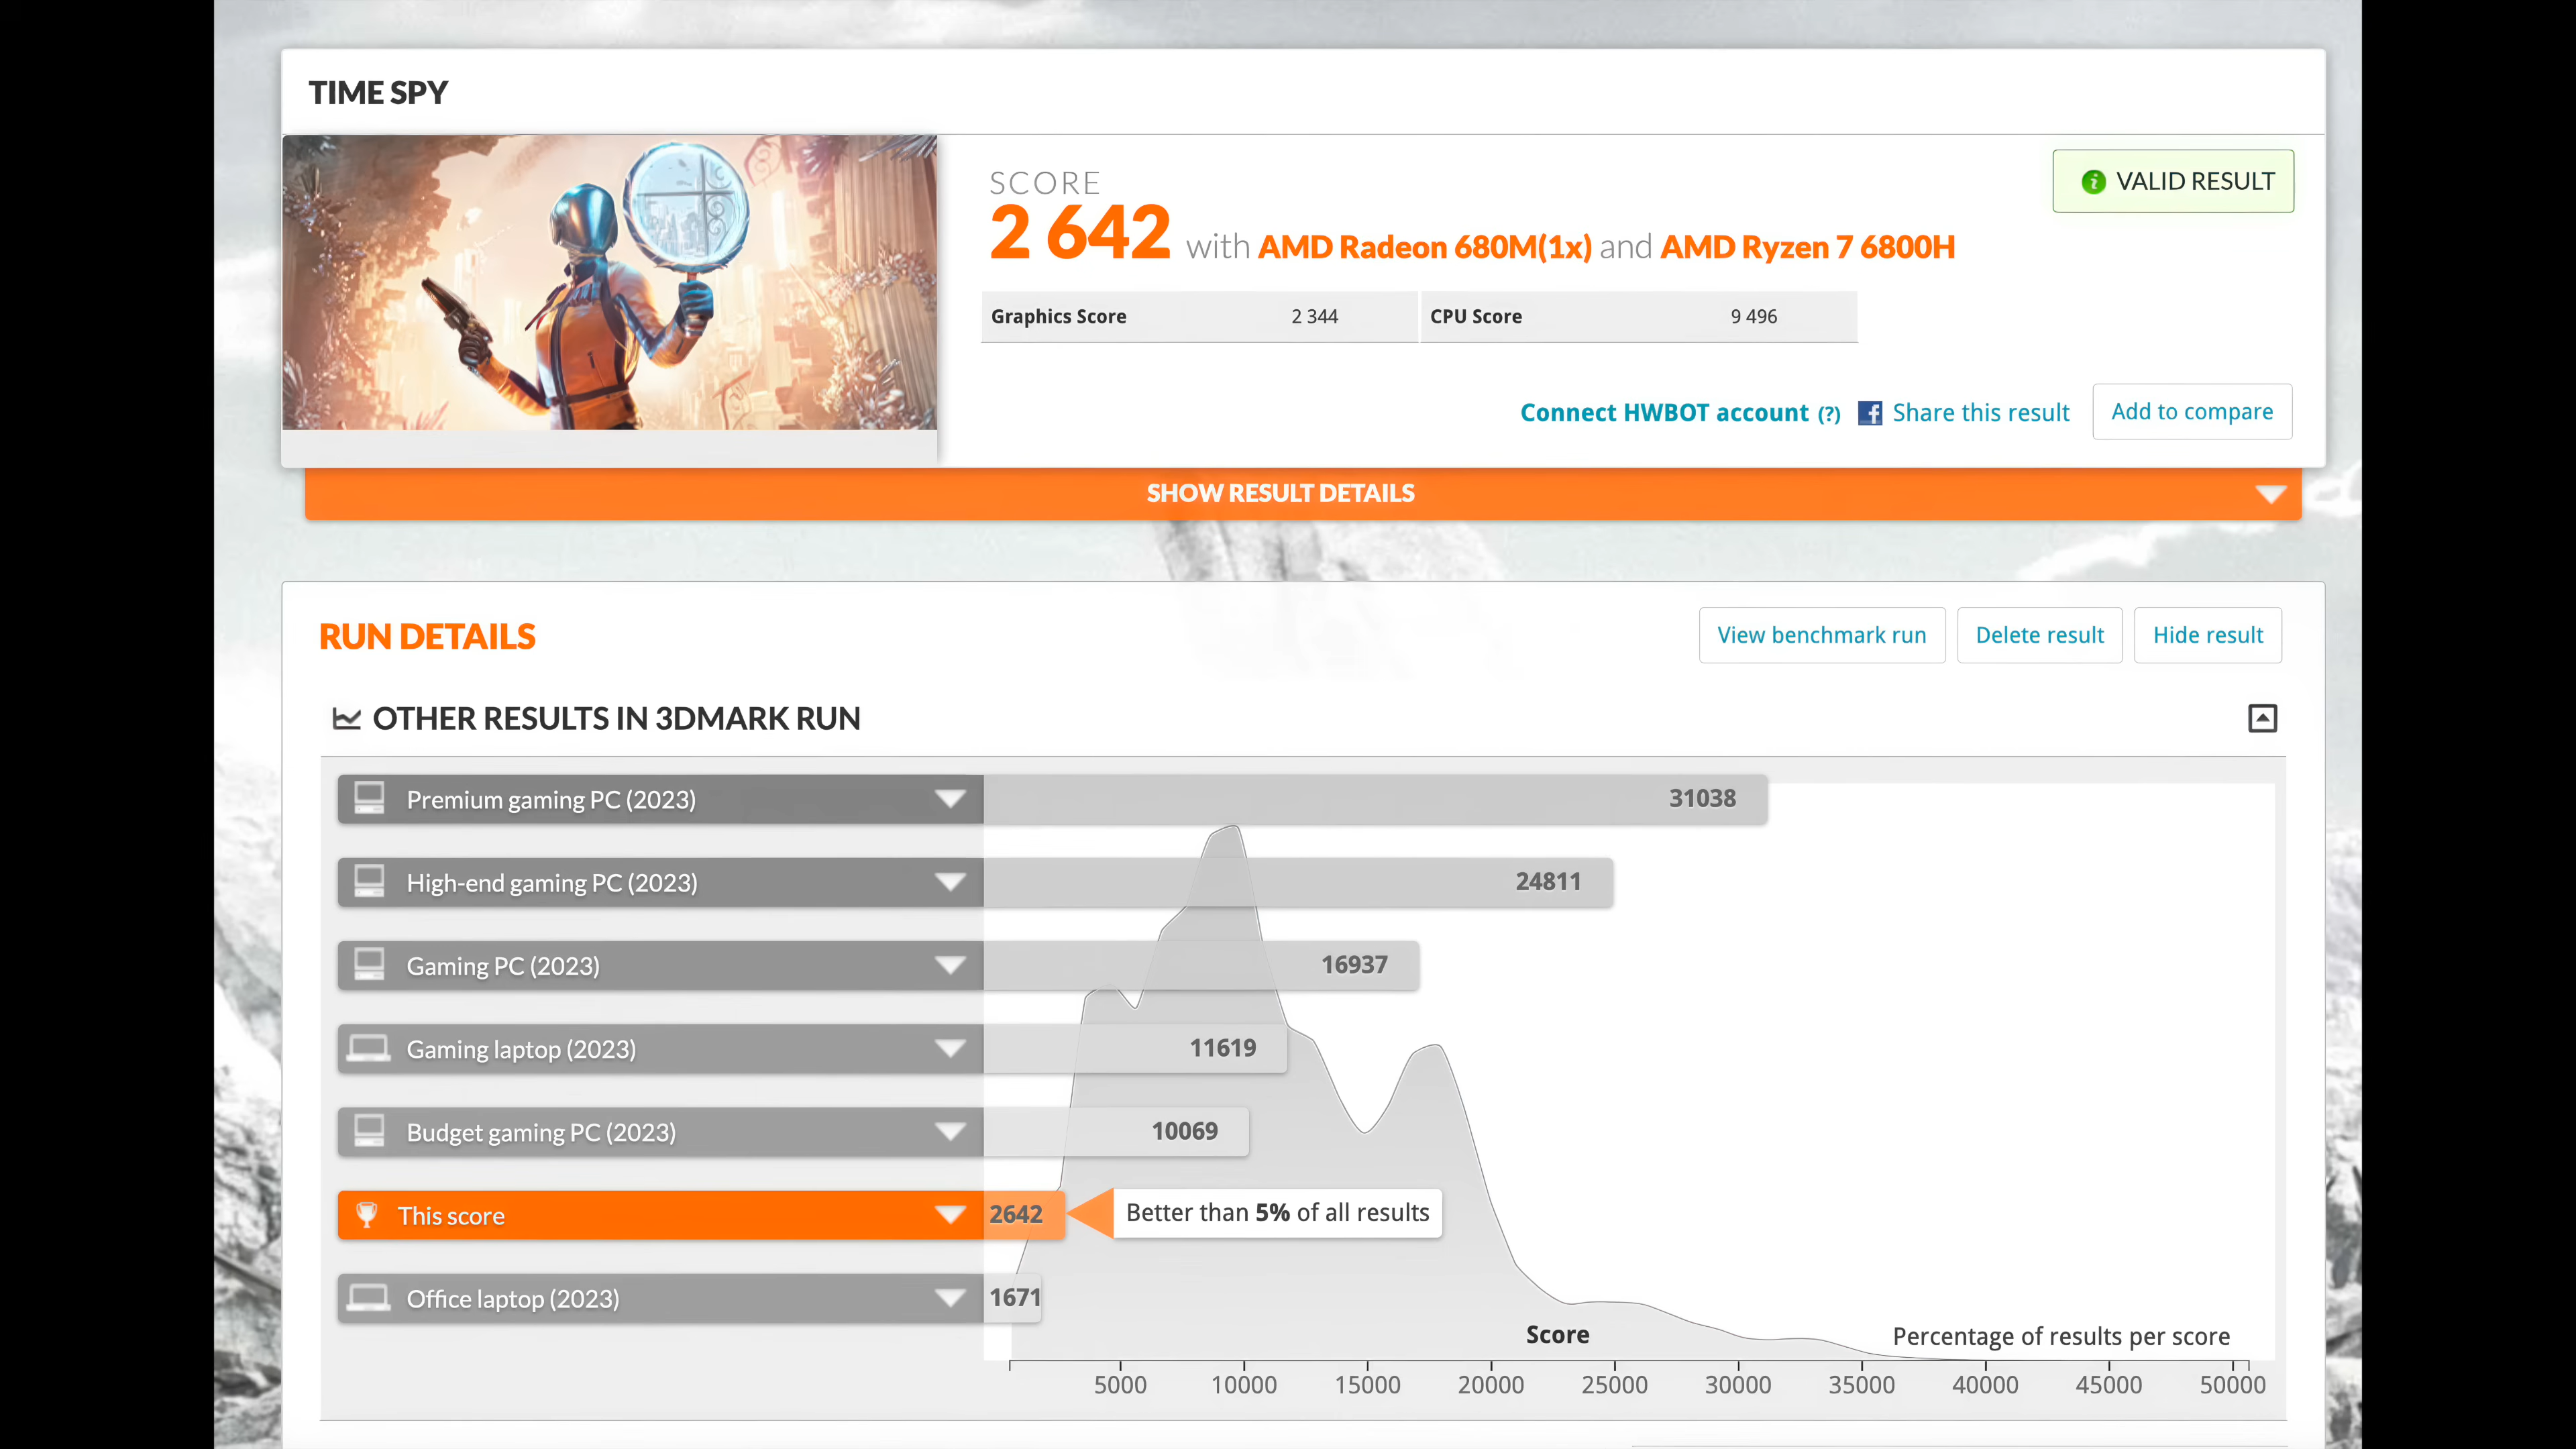 TIME SPY
SCORE
2 642 with AMD Radeon 680M(1x) and AMD Ryzen 7 6800H
VALID RESULT
Graphics Score 2 344 CPU Score 9 496
Connect HWBOT account (?) Share this result Add to compare
SHOW RESULT DETAILS
RUN DETAILS
View benchmark run Delete result Hide result
OTHER RESULTS IN 3DMARK RUN
Premium gaming PC (2023) 31038
High-end gaming PC (2023) 24811
Gaming PC (2023) 16937
Gaming laptop (2023) 11619
Budget gaming PC (2023) 10069
This score 2642 Better than 5% of all results
Office laptop (2023) 1671
Score Percentage of results per score
5000 10000 15000 20000 25000 30000 35000 40000 45000 50000